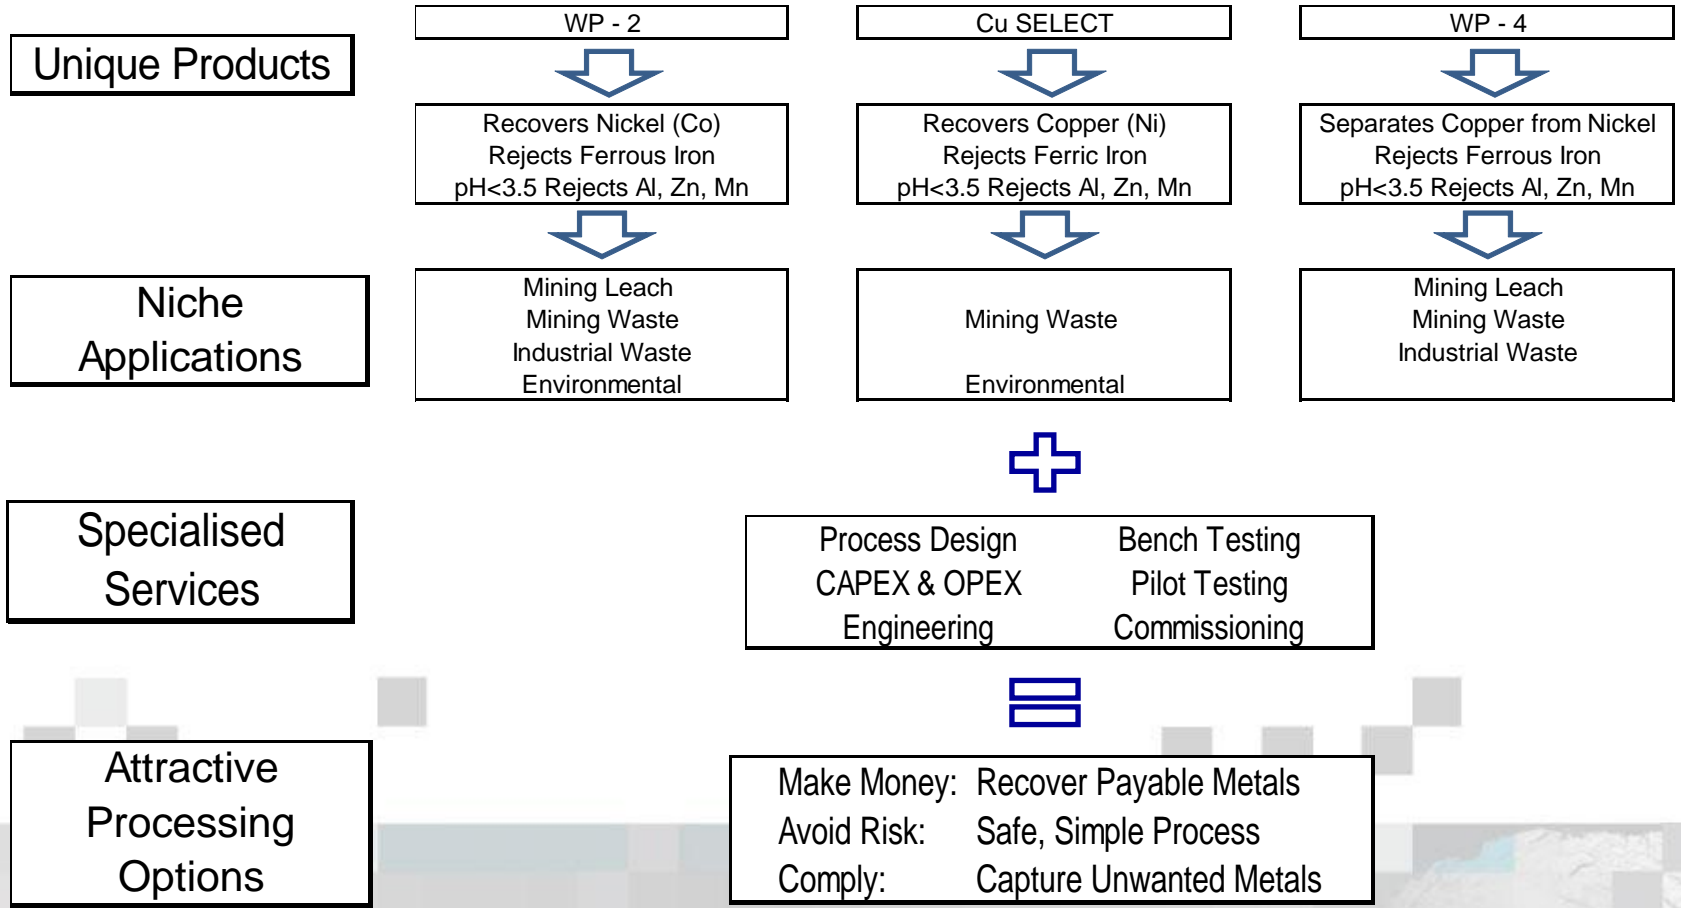 Unique Products
WP - 2
Cu SELECT
WP - 4
Recovers Nickel (Co)
Rejects Ferrous Iron
pH<3.5 Rejects Al, Zn, Mn
Recovers Copper (Ni)
Rejects Ferric Iron
pH<3.5 Rejects Al, Zn, Mn
Separates Copper from Nickel
Rejects Ferrous Iron
pH<3.5 Rejects Al, Zn, Mn
Niche
Applications
Mining Leach
Mining Waste
Industrial Waste
Environmental
Mining Waste
Environmental
Mining Leach
Mining Waste
Industrial Waste
Specialised
Services
Process Design Bench Testing
CAPEX & OPEX Pilot Testing
Engineering Commissioning
Attractive
Processing
Options
Make Money: Recover Payable Metals
Avoid Risk: Safe, Simple Process
Comply: Capture Unwanted Metals